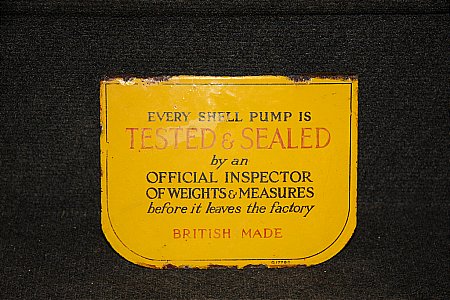 EVERY SHELL PUMP IS
TESTED & SEALED
by an
OFFICIAL INSPECTOR
OF WEIGHTS & MEASURES
before it leaves the factory
BRITISH MADE